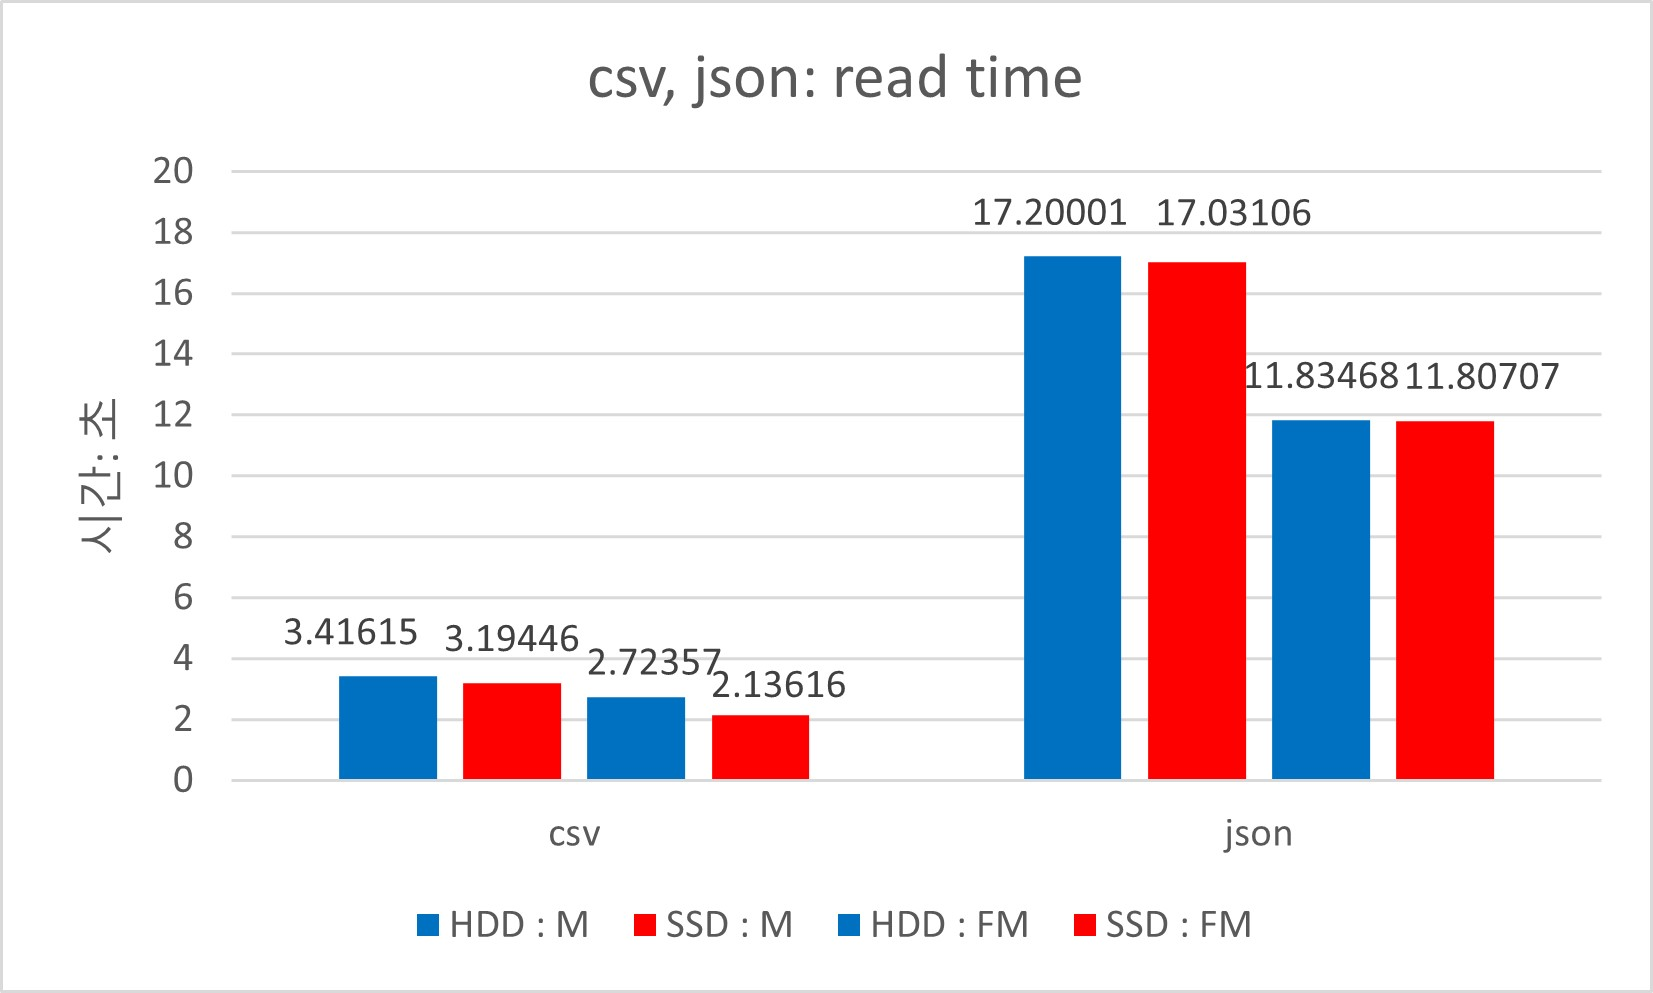 csv, json: read time
시간: 초
20
18
16
14
12
10
8
6
4
2
0
3.41615
3.19446
2.72357
2.13616
17.20001
17.03106
11.83468
11.80707
csv
json
HDD : M
SSD : M
HDD : FM
SSD : FM